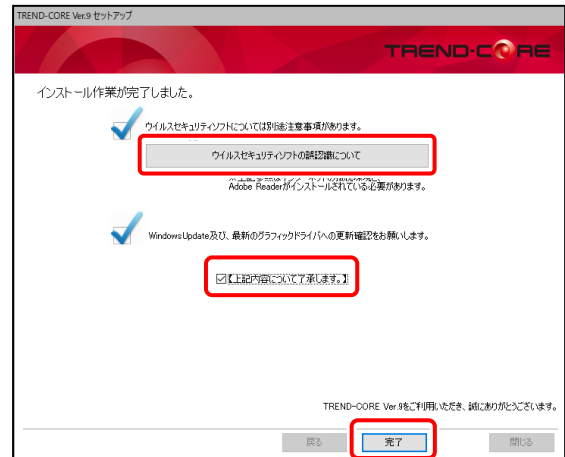 TREND-CORE Ver.9 セットアップ
TREND-CORE
インストール作業が完了しました。
ウイルスセキュリティソフトについては別途注意事項があります。
ウイルスセキュリティソフトの誤認識について
Adobe Readerがインストールされている必要があります。
WindowsUpdate及び、最新のグラフィックドライバへの更新確認をお願いします。
【上記内容について了承します。】
TREND-CORE Ver.9をご利用いただき、誠にありがとうございます。
戻る
完了
閉じる